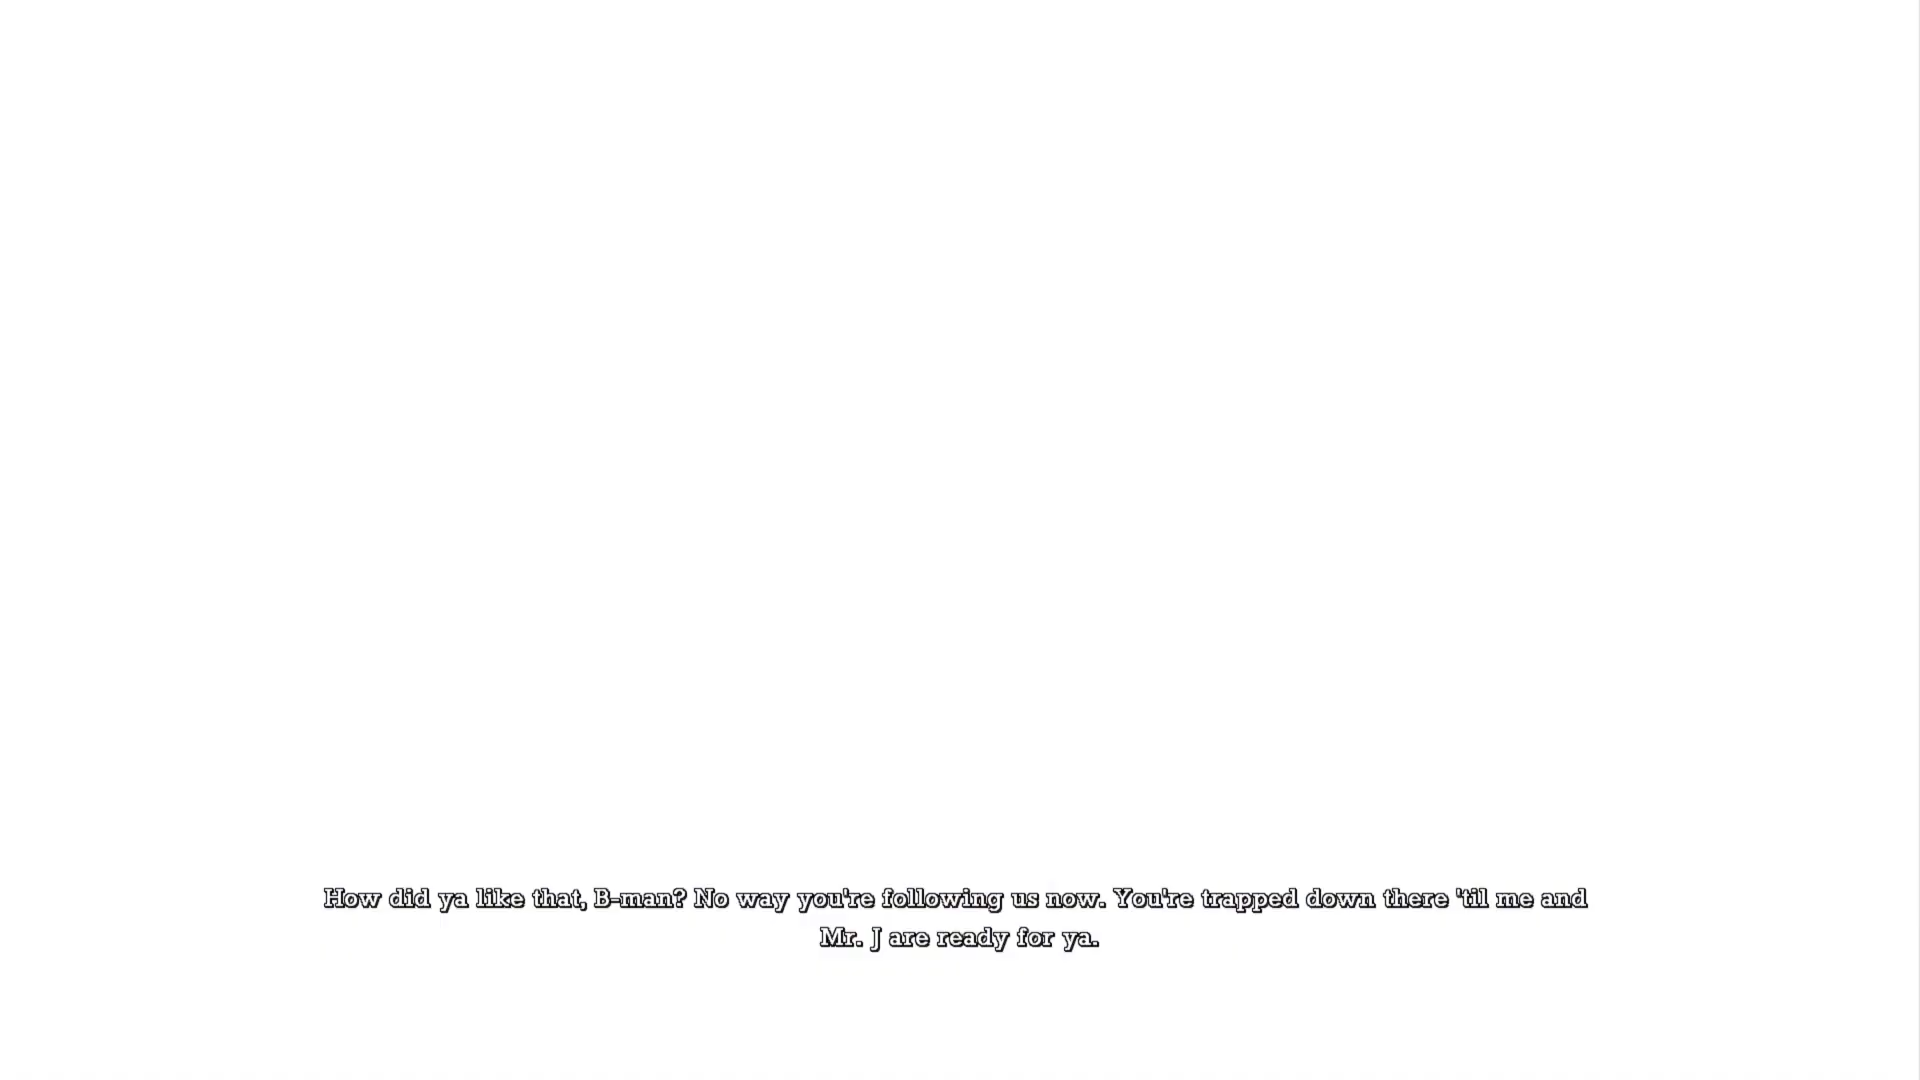 How did ya like that, B-man? No way you're following us now. You're trapped down there 'til me and
Mr. J are ready for ya.